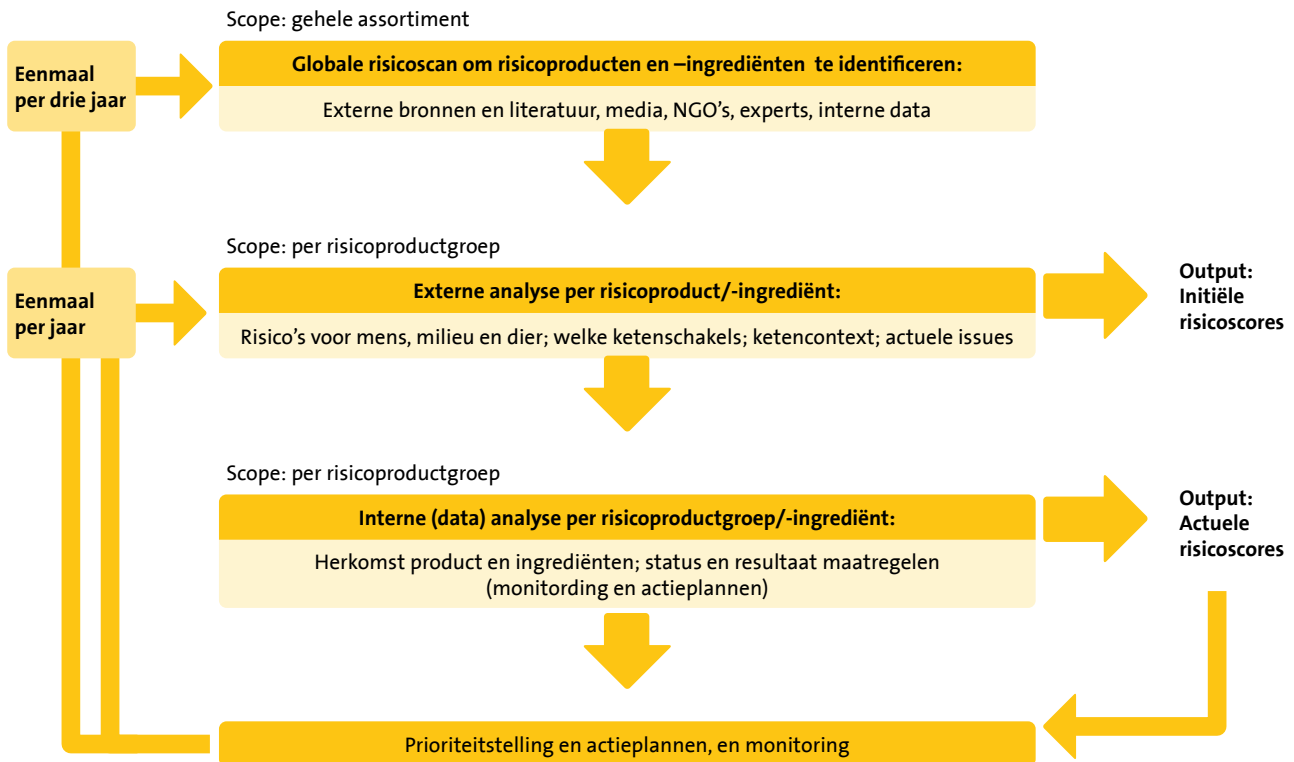 Scope: gehele assortiment
Eenmaal
per drie jaar
Globale risicoscan om risicoproducten en –ingrediënten te identificeren:
Externe bronnen en literatuur, media, NGO's, experts, interne data
Scope: per risicoproductgroep
Eenmaal
per jaar
Externe analyse per risicoproduct/-ingrediënt:
Risico's voor mens, milieu en dier; welke ketenschakels; ketencontext; actuele issues
Output:
Initiële
risicoscores
Scope: per risicoproductgroep
Interne (data) analyse per risicoproductgroep/-ingrediënt:
Herkomst product en ingrediënten; status en resultaat maatregelen
(monitording en actieplannen)
Output:
Actuele
risicoscores
Prioriteitstelling en actieplannen, en monitoring